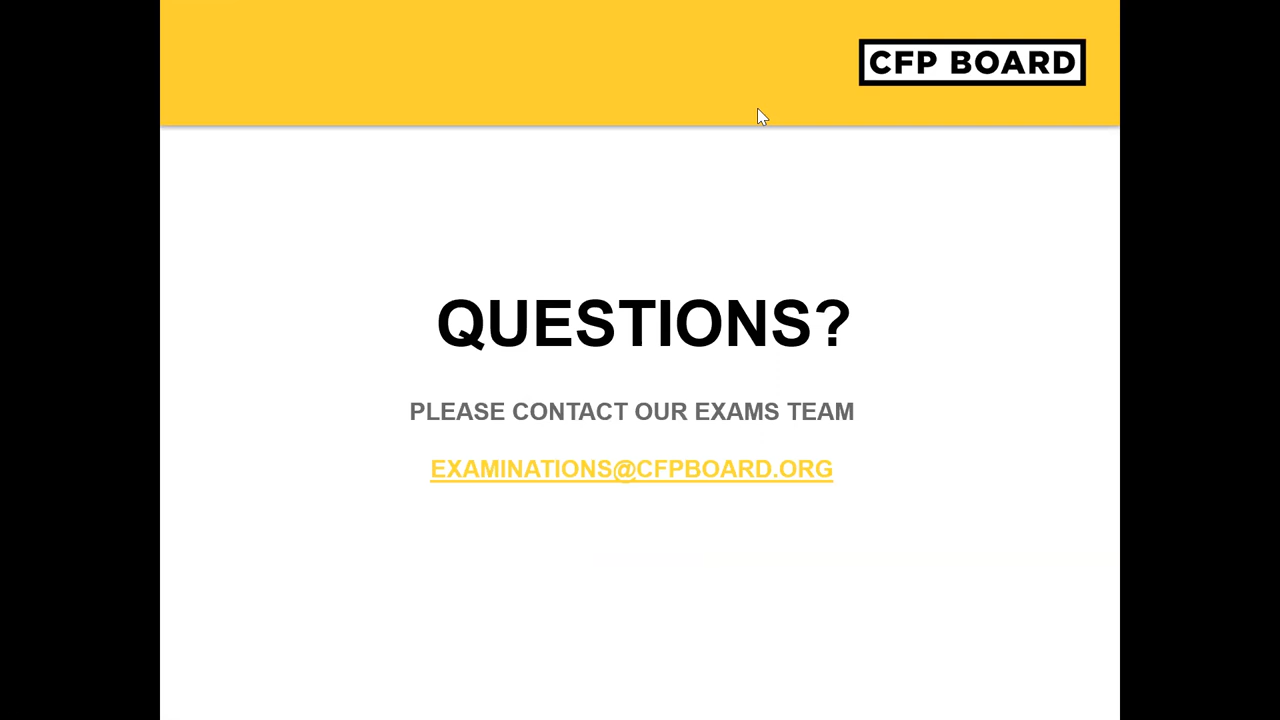 CFP BOARD
QUESTIONS?
PLEASE CONTACT OUR EXAMS TEAM
EXAMINATIONS@CFPBOARD.ORG